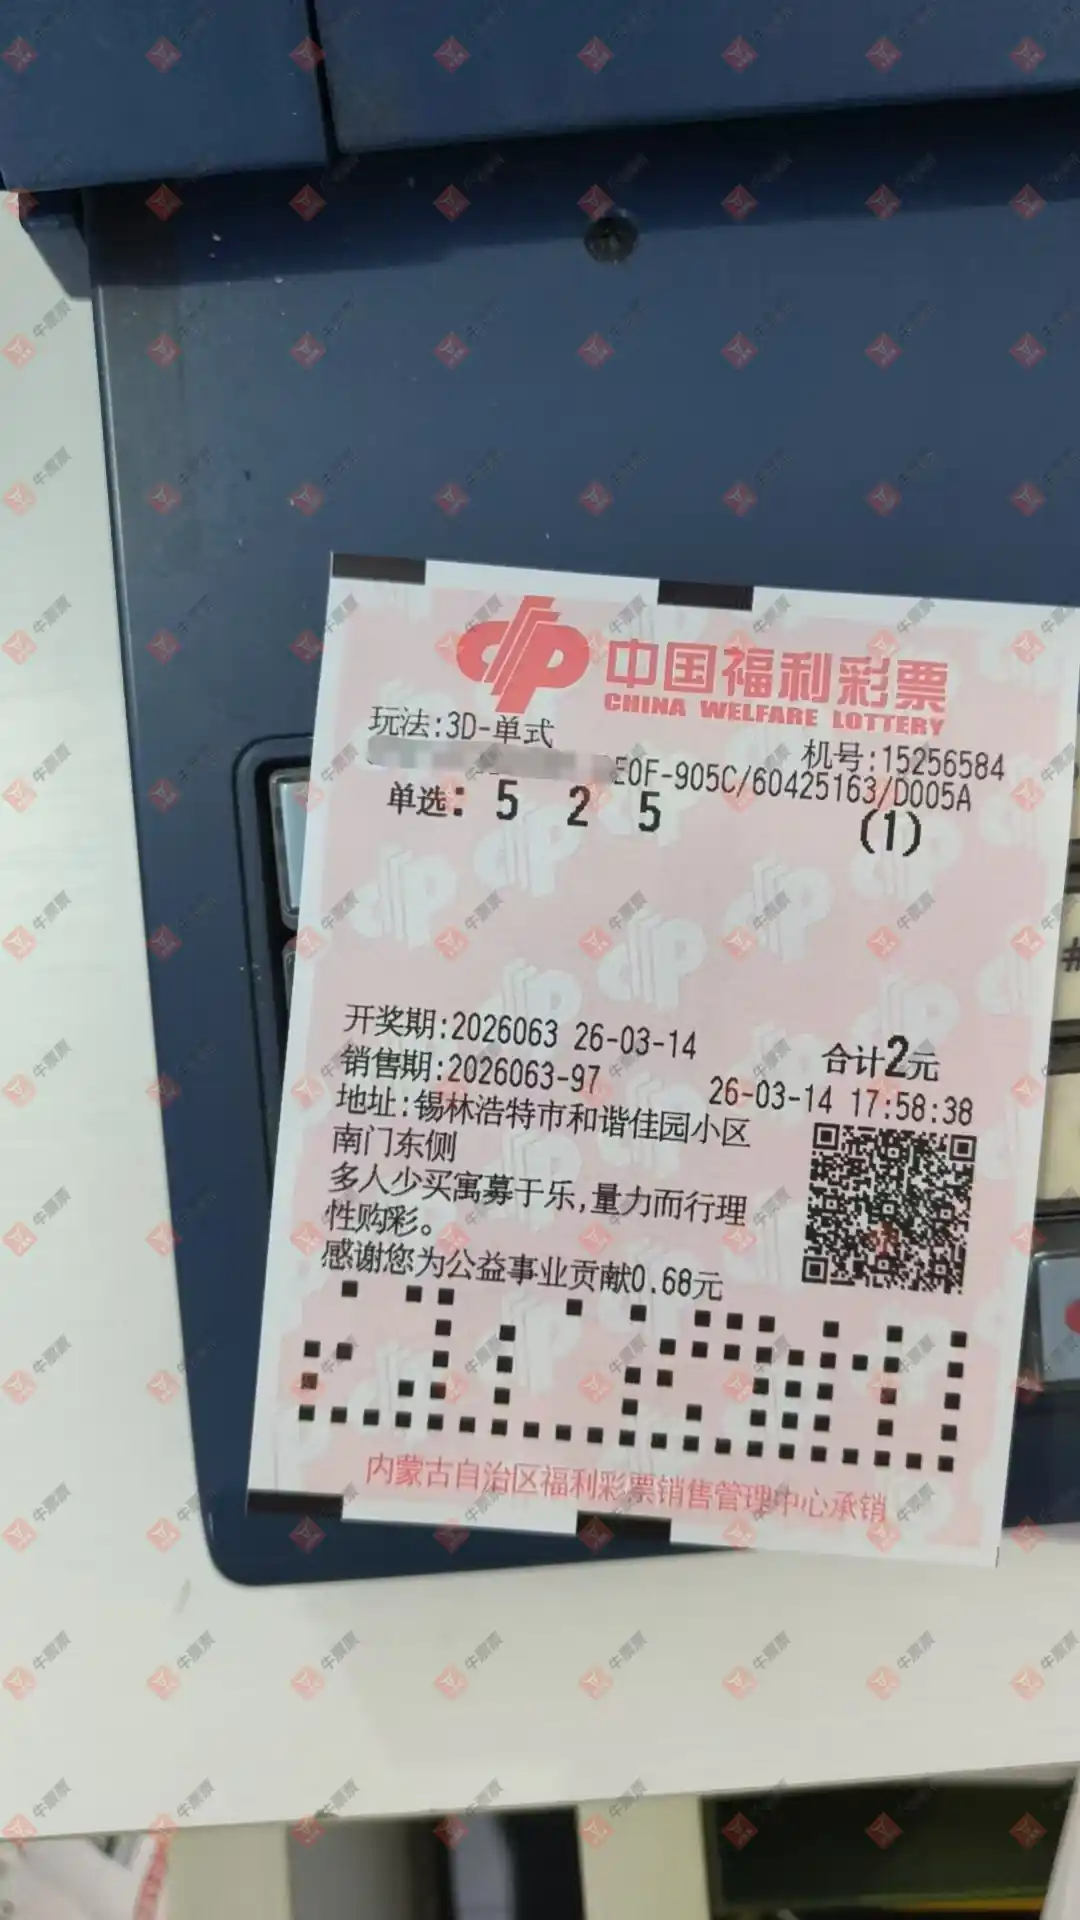 中国福利彩票
CHINA WELFARE LOTTERY
玩法:3D-单式
机号:15256584
E0F-905C/60425163/D005A
单选: 5 2 5 (1)
开奖期:2026063 26-03-14
合计2元
销售期:2026063-97
26-03-14 17:58:38
地址:锡林浩特市和谐佳园小区
南门东侧
多人少买寓募于乐,量力而行理
性购彩。
感谢您为公益事业贡献0.68元
内蒙古自治区福利彩票销售管理中心承销
牛票票
#